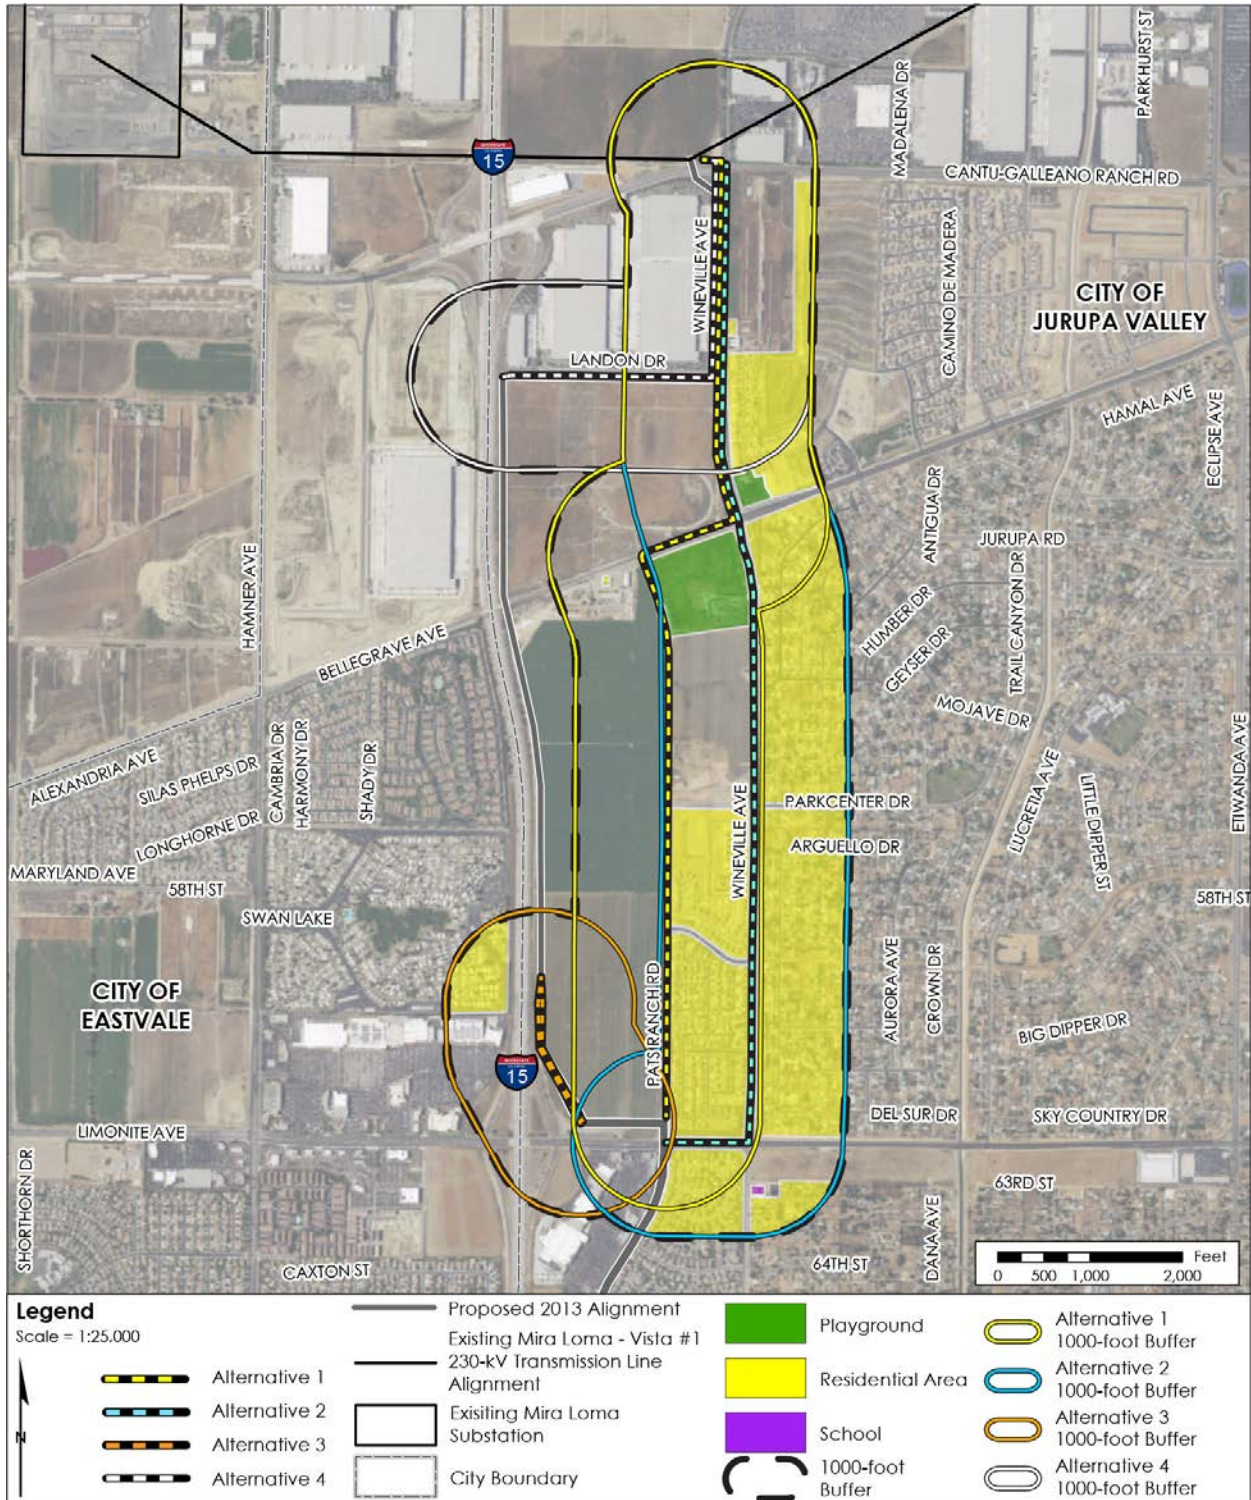 PARKHURST ST
MADALENA DR
INTERSTATE
15
CANTU-GALLEANO RANCH RD
WINEVILLE AVE
CAMINO DE MADERA
CITY OF
JURUPA VALLEY
LANDON DR
HAMAL AVE
ECLIPSE AVE
ANTIGUA DR
JURUPA RD
HAMNER AVE
TRAIL CANYON DR
HUMBER DR
BELLEGRAVE AVE
GEYSER DR
MOJAVE DR
ALEXANDRIA AVE
SILAS PHELPS DR
CAMBRIA DR
HARMONY DR
SHADY DR
ETIWANDA AVE
LUCRETIA AVE
LITTLE DIPPER ST
PARKCENTER DR
LONGHORNE DR
ARGUELLO DR
WINEVILLE AVE
MARYLAND AVE
58TH ST
58TH ST
SWAN LAKE
CITY OF
EASTVALE
PATS RANCH RD
AURORA AVE
CROWN DR
BIG DIPPER DR
INTERSTATE
15
LIMONITE AVE
DEL SUR DR
SKY COUNTRY DR
SHORTHORN DR
63RD ST
DANA AVE
CAXTON ST
64TH ST
Feet
0 500 1,000 2,000
Legend
Scale = 1:25,000
N
Alternative 1
Alternative 2
Alternative 3
Alternative 4
Proposed 2013 Alignment
Existing Mira Loma - Vista #1
230-kV Transmission Line
Alignment
Exisiting Mira Loma
Substation
City Boundary
Playground
Residential Area
School
1000-foot
Buffer
Alternative 1
1000-foot Buffer
Alternative 2
1000-foot Buffer
Alternative 3
1000-foot Buffer
Alternative 4
1000-foot Buffer